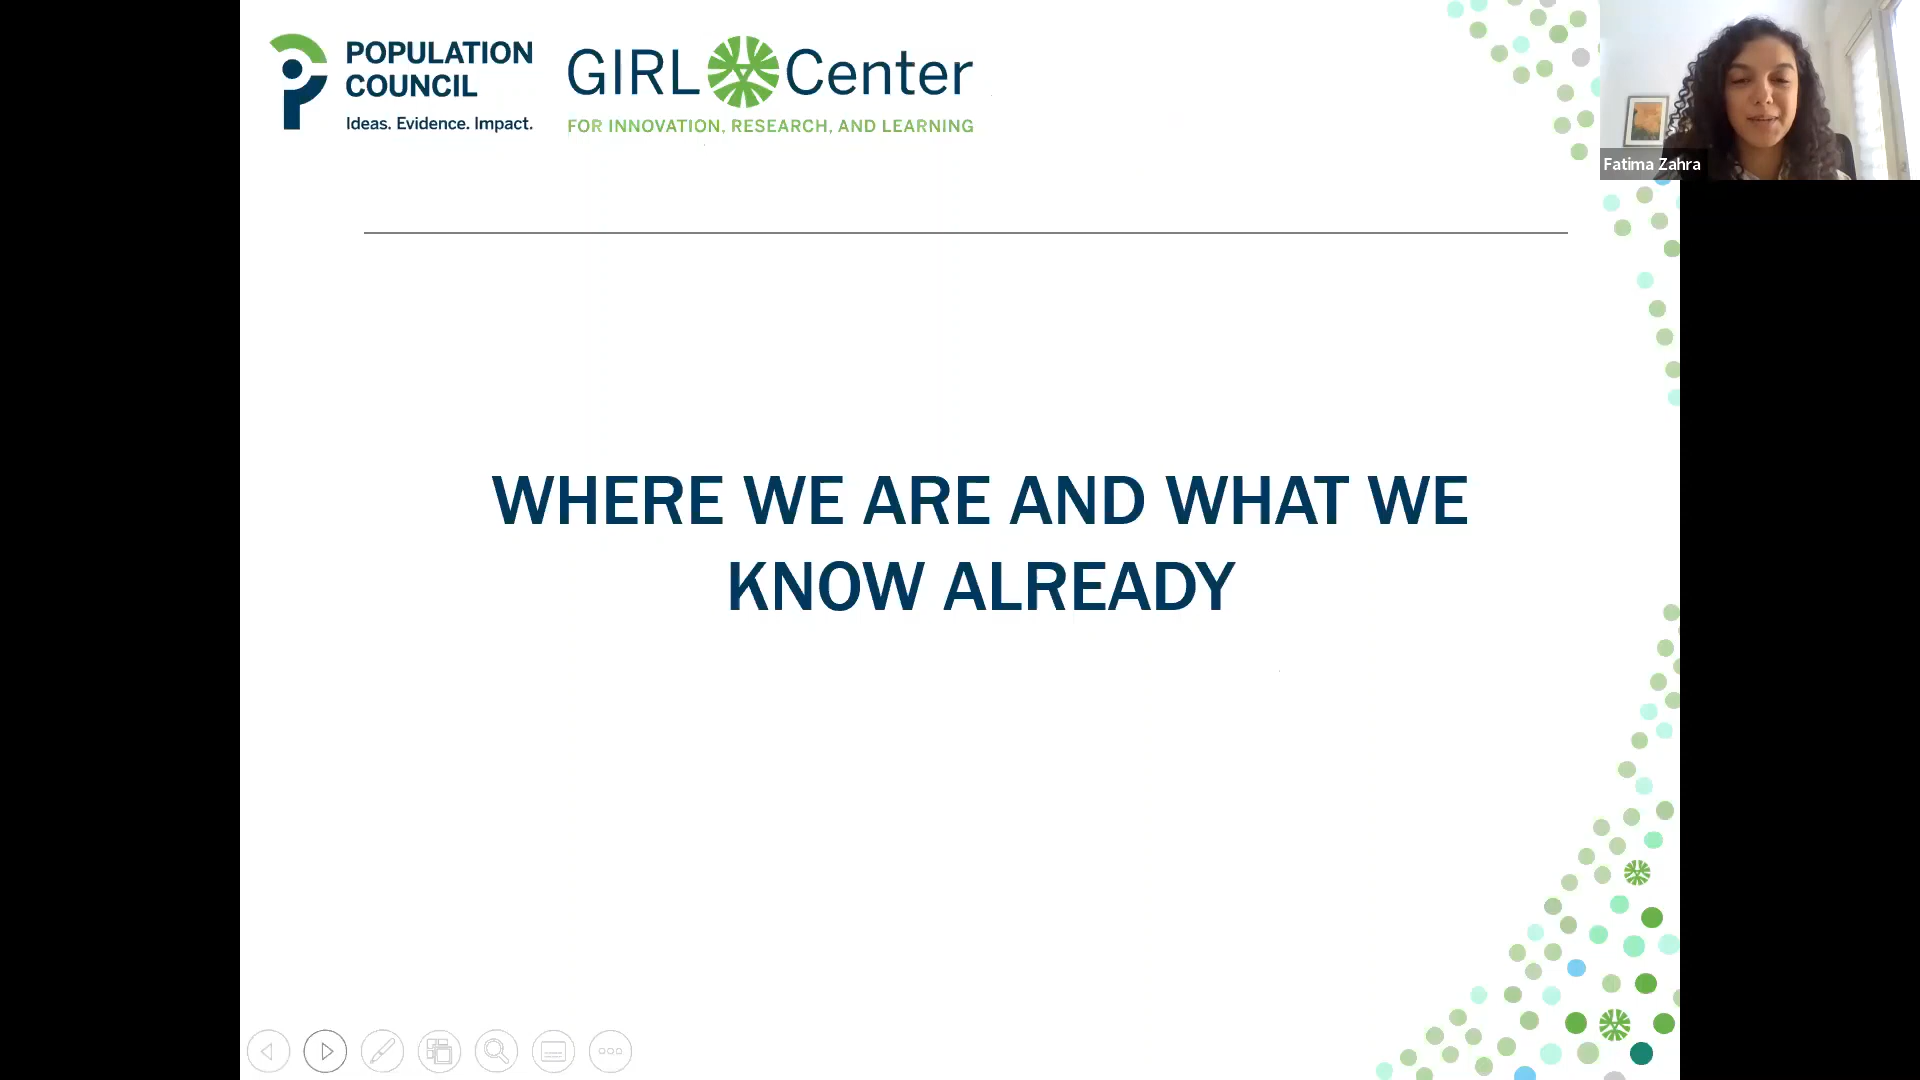 POPULATION
COUNCIL
Ideas. Evidence. Impact.
GIRL Center
FOR INNOVATION, RESEARCH, AND LEARNING
Fatima Zahra
WHERE WE ARE AND WHAT WE
KNOW ALREADY